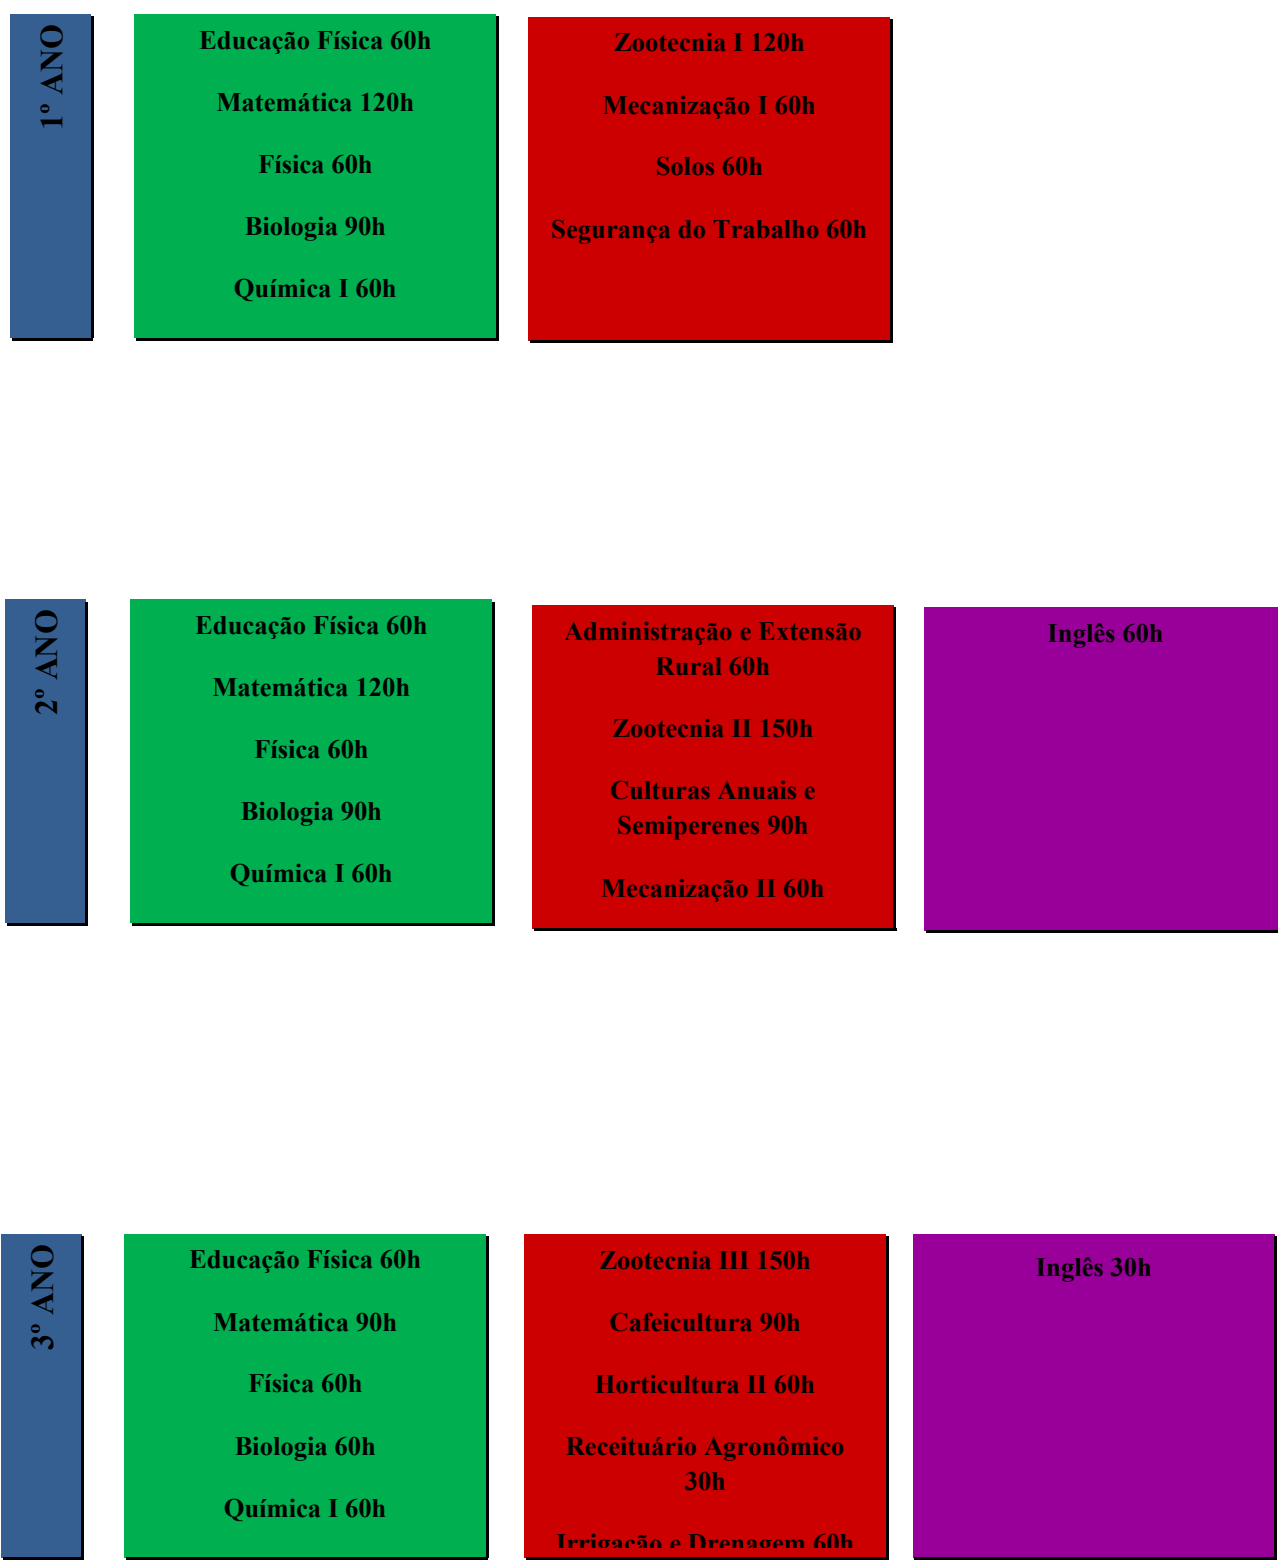 1º ANO
Educação Física 60h
Matemática 120h
Física 60h
Biologia 90h
Química I 60h
Zootecnia I 120h
Mecanização I 60h
Solos 60h
Segurança do Trabalho 60h
2º ANO
Educação Física 60h
Matemática 120h
Física 60h
Biologia 90h
Química I 60h
Administração e Extensão
Rural 60h
Zootecnia II 150h
Culturas Anuais e
Semiperenes 90h
Mecanização II 60h
Inglês 60h
3º ANO
Educação Física 60h
Matemática 90h
Física 60h
Biologia 60h
Química I 60h
Zootecnia III 150h
Cafeicultura 90h
Horticultura II 60h
Receituário Agronômico
30h
Irrigação e Drenagem 60h
Inglês 30h